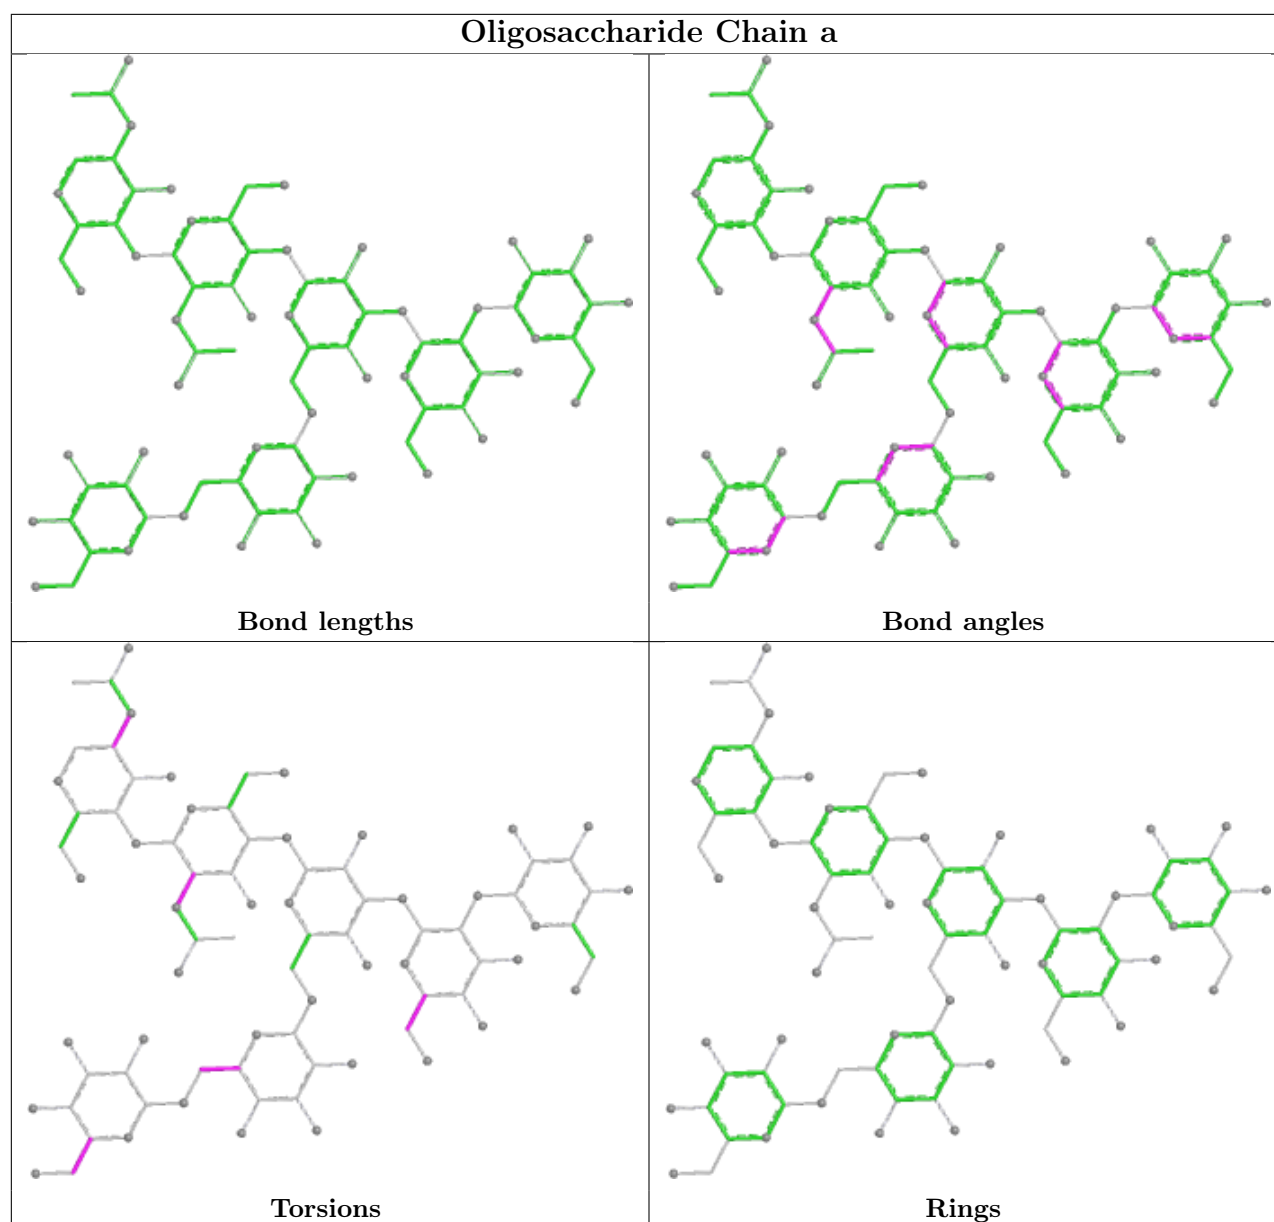 Oligosaccharide Chain a
Bond lengths
Bond angles
Torsions
Rings